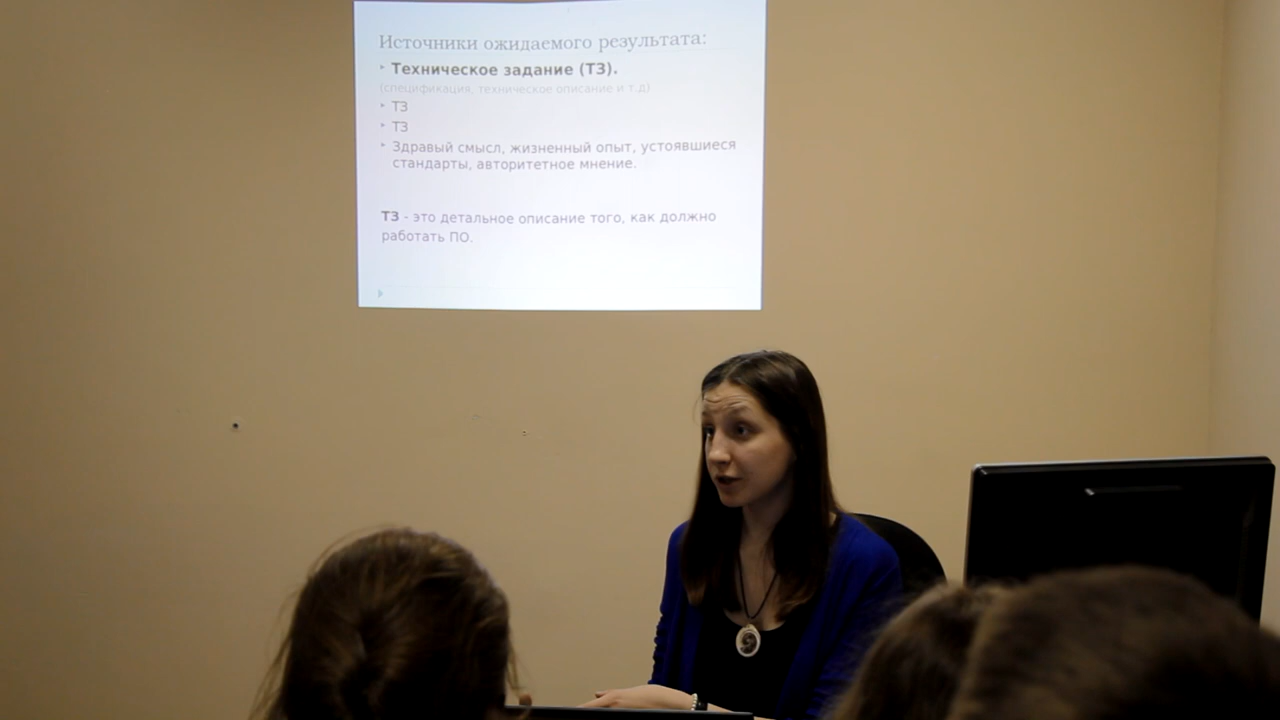 Источники ожидаемого результата:
Техническое задание (ТЗ).
(спецификация, техническое описание и т.д)
ТЗ
ТЗ
Здравый смысл, жизненный опыт, устоявшиеся
стандарты, авторитетное мнение.
ТЗ - это детальное описание того, как должно
работать ПО.